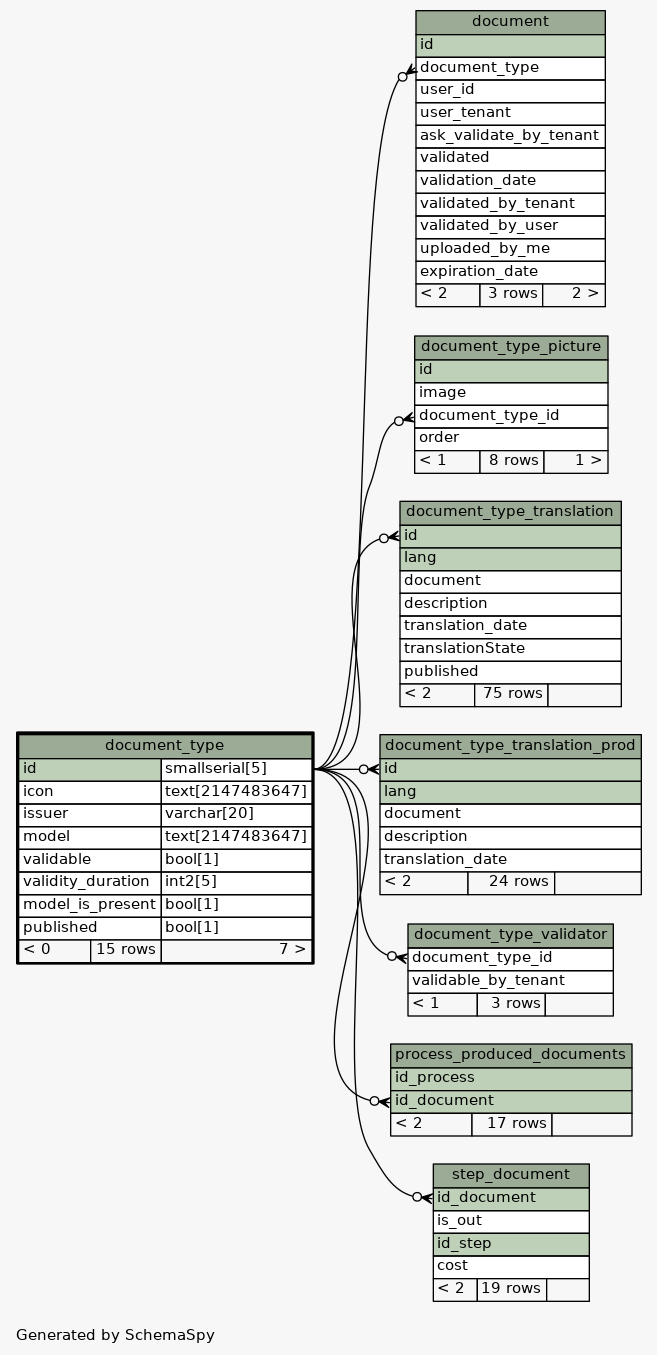 document
id
document_type
user_id
user_tenant
ask_validate_by_tenant
validated
validation_date
validated_by_tenant
validated_by_user
uploaded_by_me
expiration_date
< 2 3 rows 2 >
document_type_picture
id
image
document_type_id
order
< 1 8 rows 1 >
document_type_translation
id
lang
document
description
translation_date
translationState
published
< 2 75 rows
document_type
id smallserial[5]
icon text[2147483647]
issuer varchar[20]
model text[2147483647]
validable bool[1]
validity_duration int2[5]
model_is_present bool[1]
published bool[1]
< 0 15 rows 7 >
document_type_translation_prod
id
lang
document
description
translation_date
< 2 24 rows
document_type_validator
document_type_id
validable_by_tenant
< 1 3 rows
process_produced_documents
id_process
id_document
< 2 17 rows
step_document
id_document
is_out
id_step
cost
< 2 19 rows
Generated by SchemaSpy